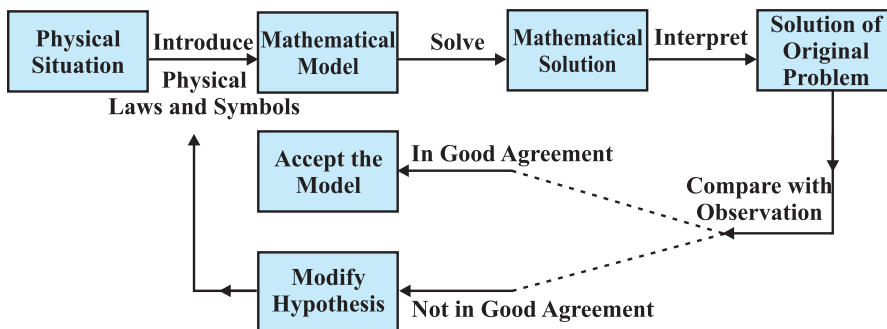 Physical
Situation
Introduce
Physical
Laws and Symbols
Mathematical
Model
Solve
Mathematical
Solution
Interpret
Solution of
Original
Problem
Compare with
Observation
In Good Agreement
Accept the
Model
Not in Good Agreement
Modify
Hypothesis